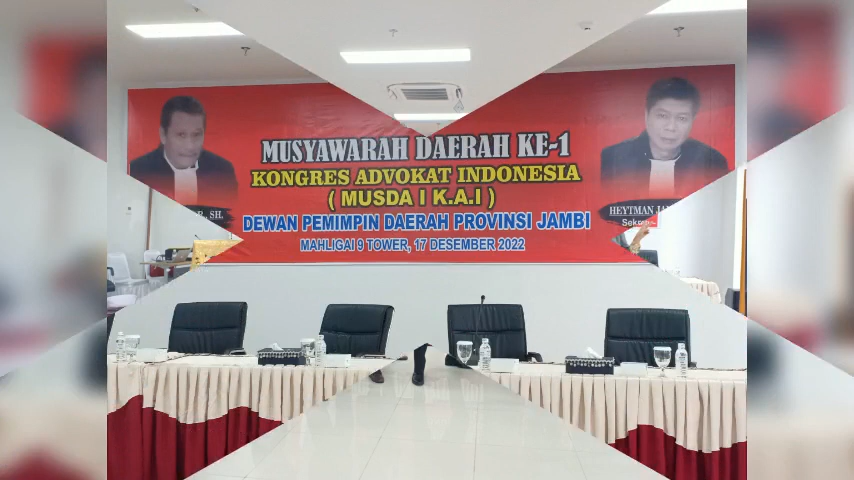 MUSYAWARAH DAERAH KE-1
KONGRES ADVOKAT INDONESIA
( MUSDA I K.A.I )
DEWAN PEMIMPIN DAERAH PROVINSI JAMBI
MAHLIGAI 9 TOWER, 17 DESEMBER 2022
SH.
HEYTMAN